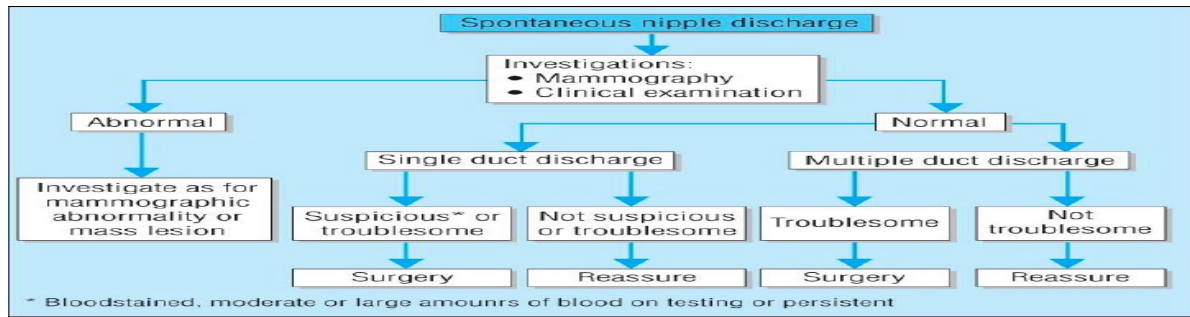 Spontaneous nipple discharge
Investigations:
• Mammography
• Clinical examination
Abnormal
Normal
Single duct discharge
Multiple duct discharge
Investigate as for
mammographic
abnormality or
mass lesion
Suspicious* or
troublesome
Not suspicious
or troublesome
Troublesome
Not
troublesome
Surgery
Reassure
Surgery
Reassure
* Bloodstained, moderate or large amounrs of blood on testing or persistent